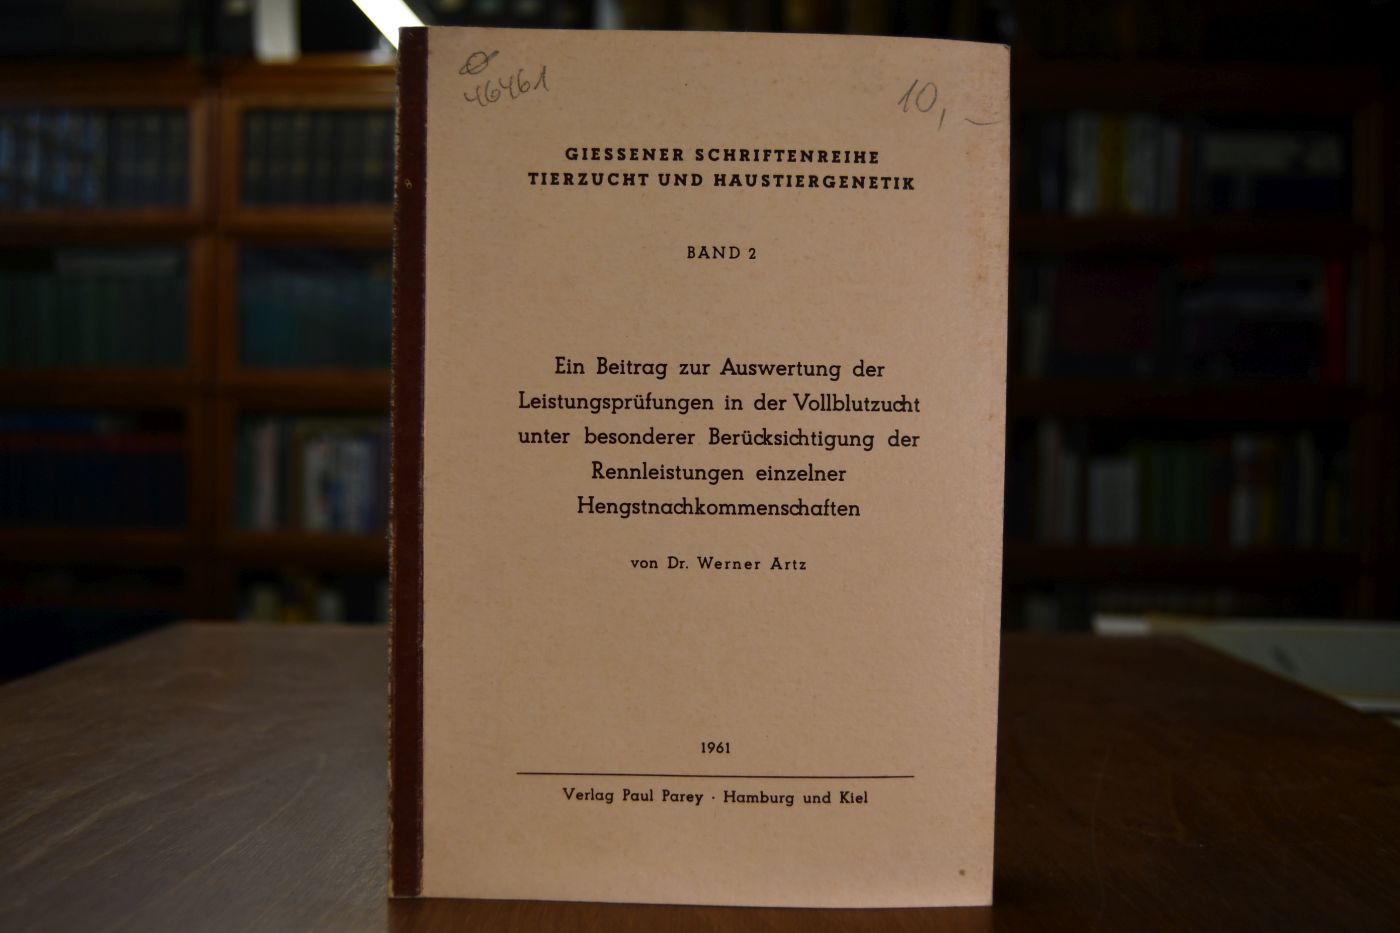 46461
10,-
GIESSENER SCHRIFTENREIHE
TIERZUCHT UND HAUSTIERGENETIK
BAND 2
Ein Beitrag zur Auswertung der
Leistungsprüfungen in der Vollblutzucht
unter besonderer Berücksichtigung der
Rennleistungen einzelner
Hengstnachkommenschaften
von Dr. Werner Artz
1961
Verlag Paul Parey · Hamburg und Kiel